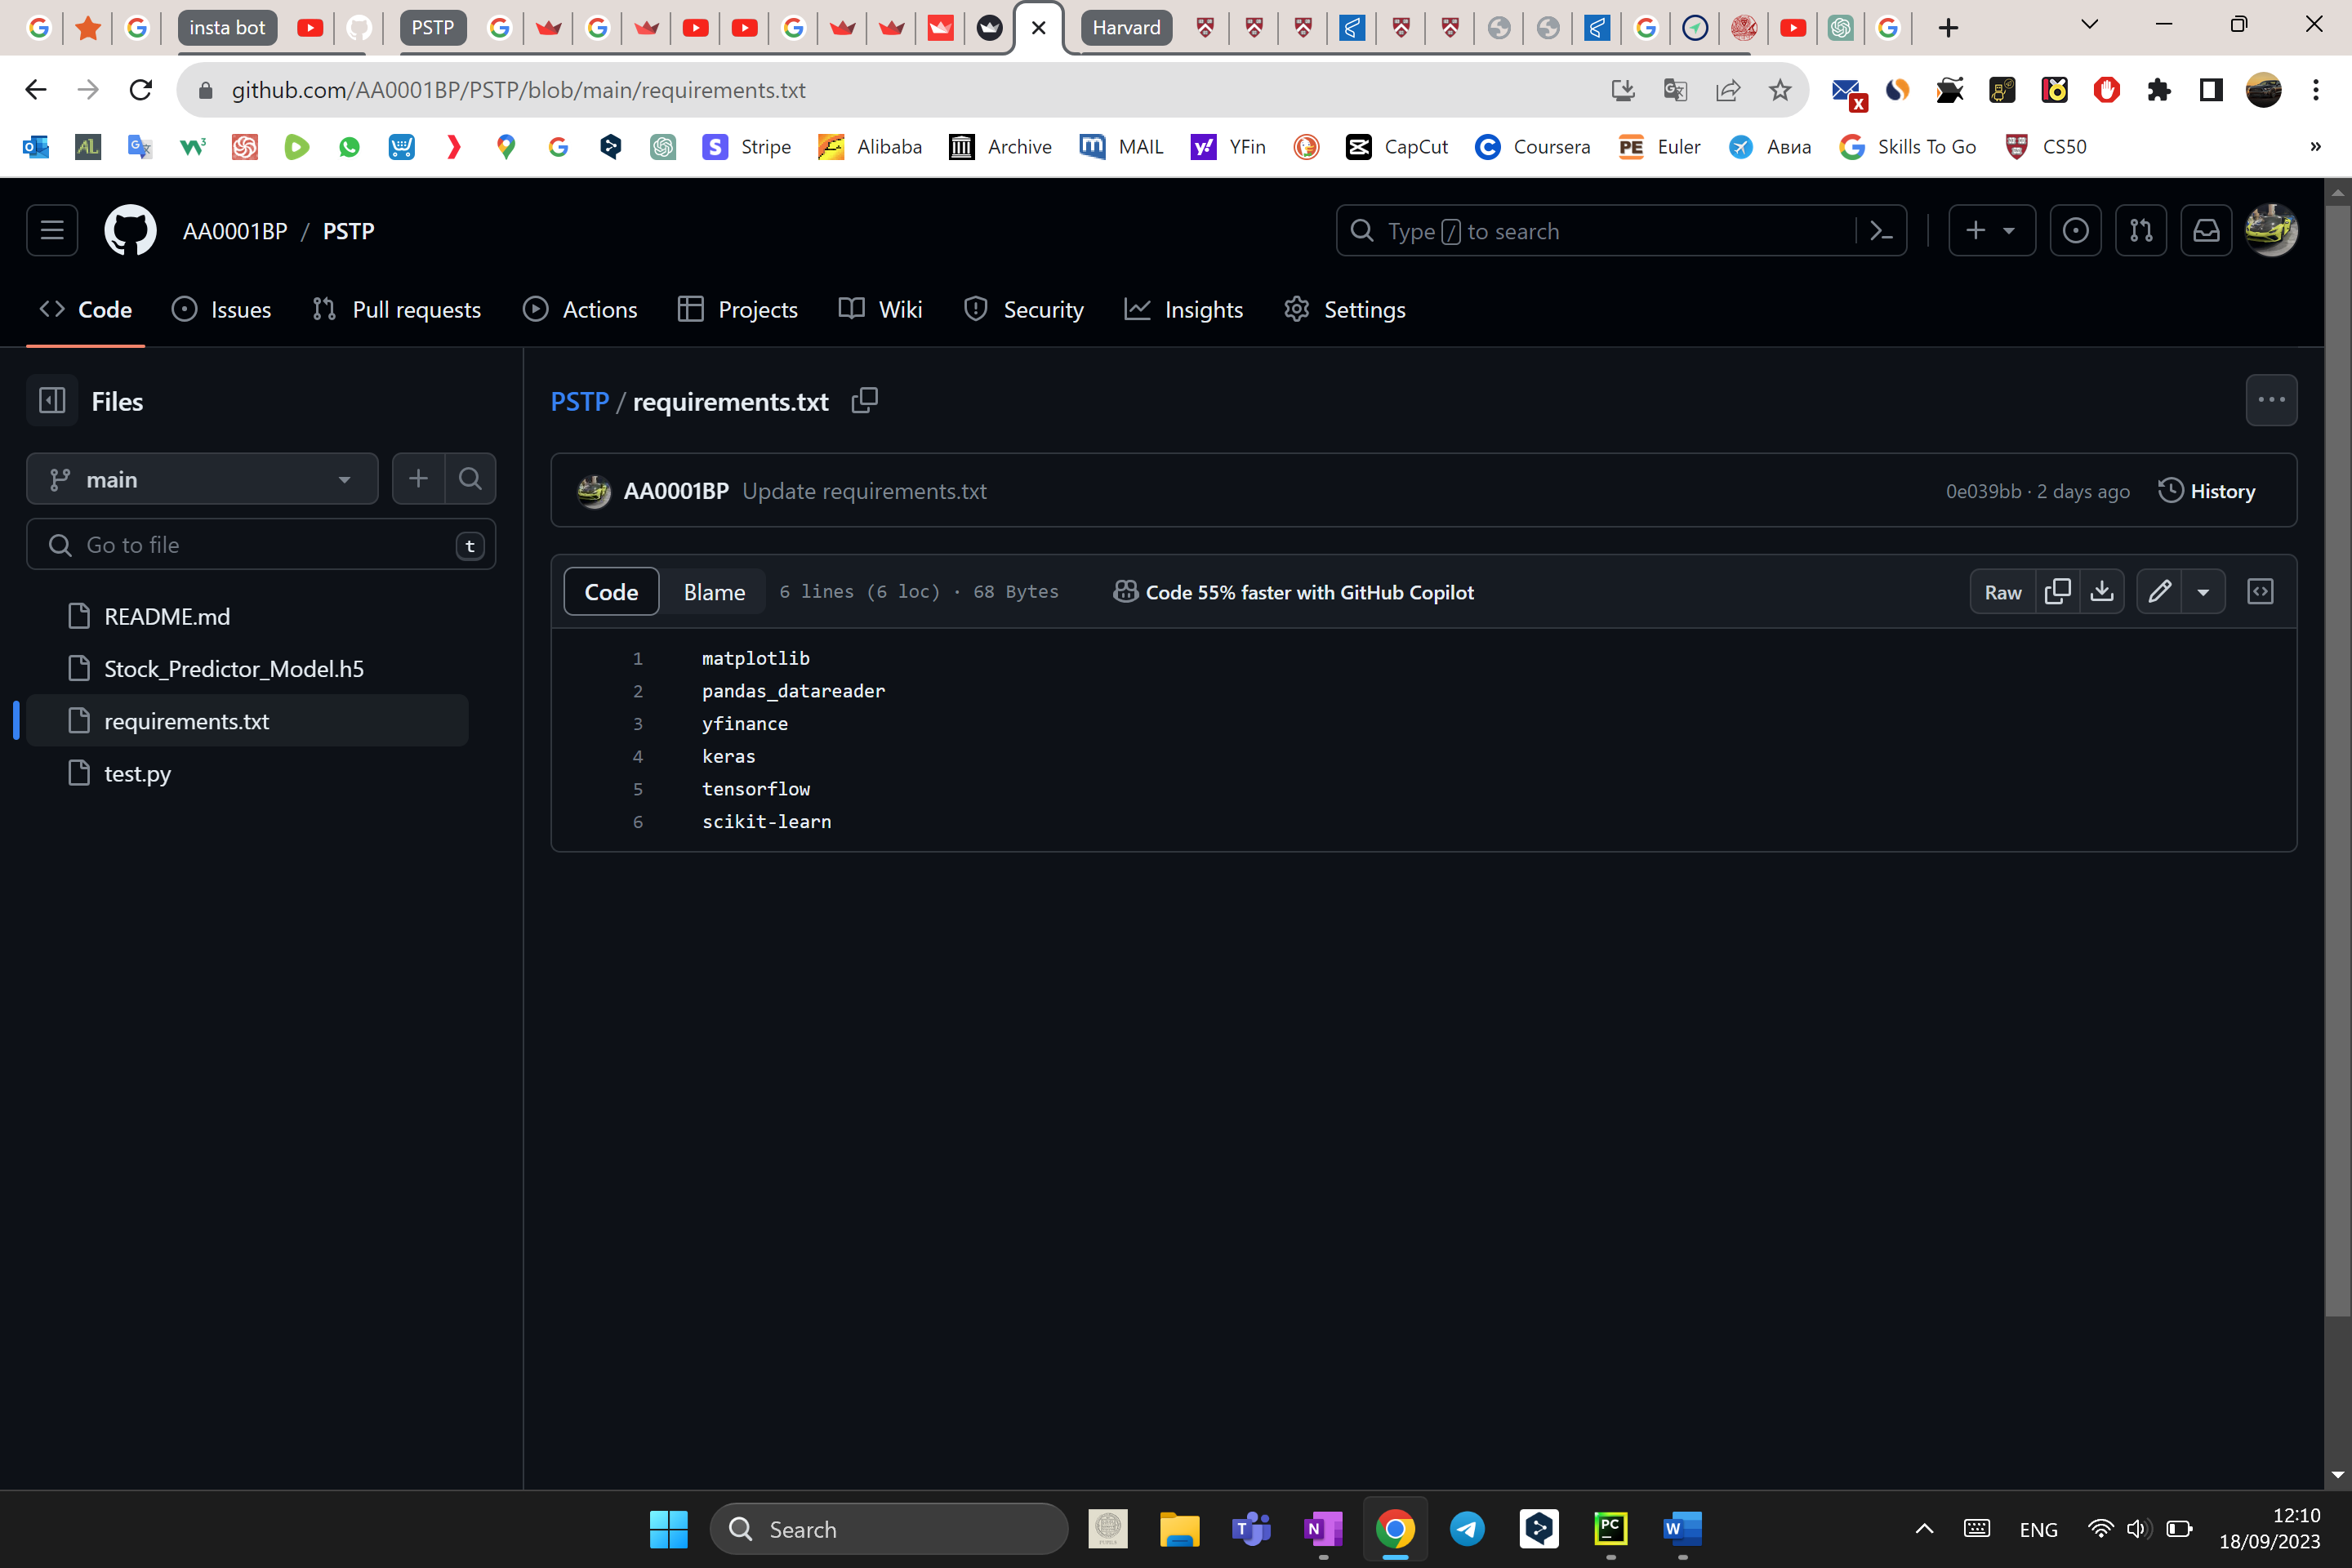 insta bot
PSTP
Harvard
github.com/AA0001BP/PSTP/blob/main/requirements.txt
Stripe
Alibaba
Archive
MAIL
YFin
CapCut
Coursera
PE
Euler
Авиа
Skills To Go
CS50
»
AA0001BP / PSTP
Type / to search
Code
Issues
Pull requests
Actions
Projects
Wiki
Security
Insights
Settings
Files
main
Go to file
t
README.md
Stock_Predictor_Model.h5
requirements.txt
test.py
PSTP / requirements.txt
AA0001BP Update requirements.txt
0e039bb · 2 days ago
History
Code
Blame
6 lines (6 loc) · 68 Bytes
Code 55% faster with GitHub Copilot
Raw
1 matplotlib
2 pandas_datareader
3 yfinance
4 keras
5 tensorflow
6 scikit-learn
Search
ENG
12:10
18/09/2023